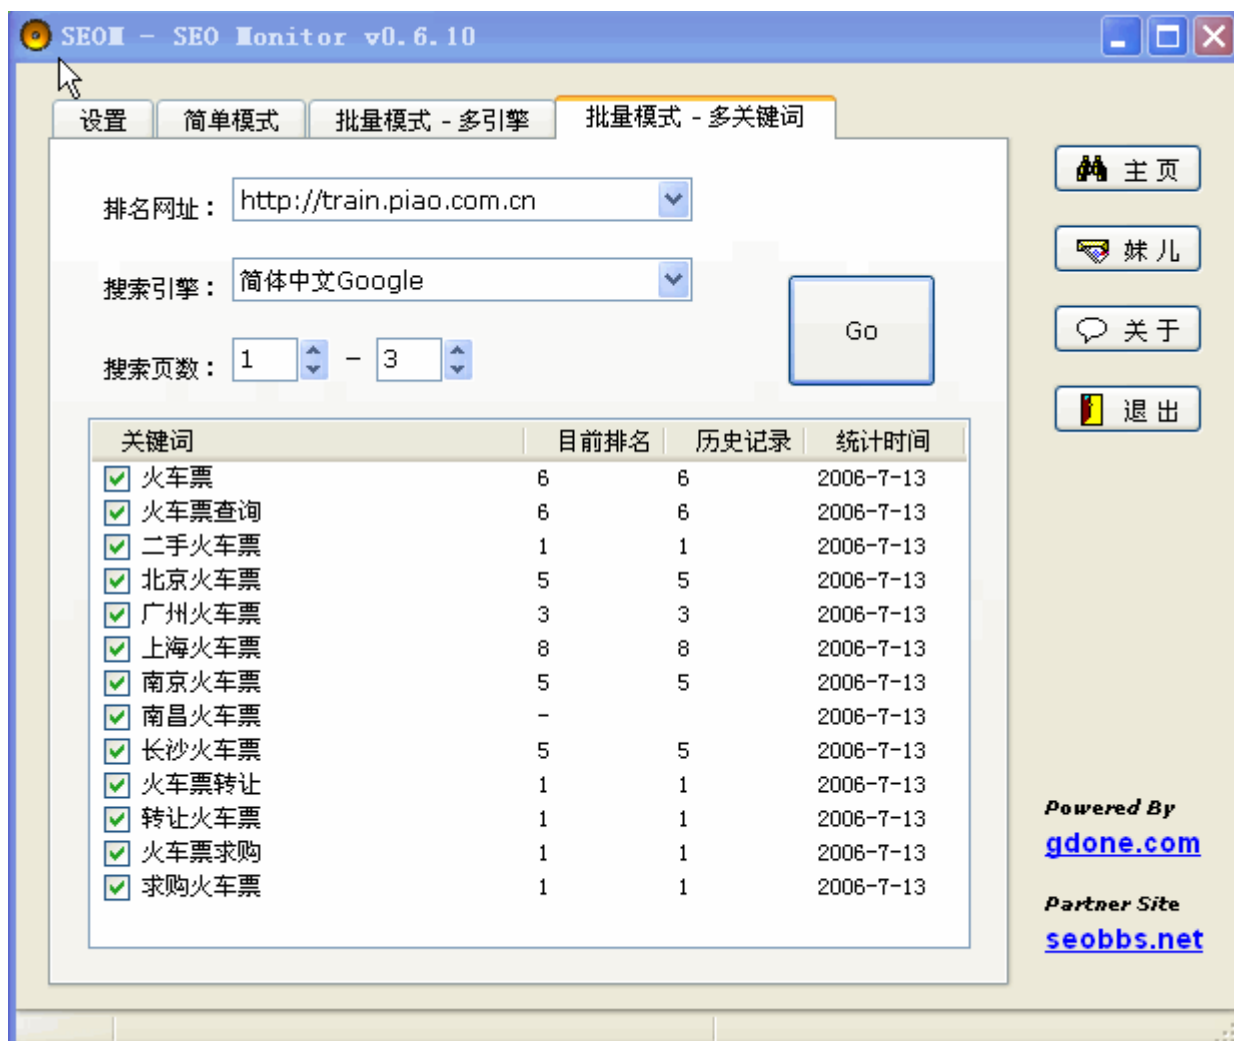 SEOM - SEO Monitor v0.6.10
设置 简单模式 批量模式 - 多引擎 批量模式 - 多关键词
排名网址： http://train.piao.com.cn
搜索引擎： 简体中文Google
搜索页数： 1 - 3
Go
主页
妹儿
关于
退出
关键词 目前排名 历史记录 统计时间
火车票 6 6 2006-7-13
火车票查询 6 6 2006-7-13
二手火车票 1 1 2006-7-13
北京火车票 5 5 2006-7-13
广州火车票 3 3 2006-7-13
上海火车票 8 8 2006-7-13
南京火车票 5 5 2006-7-13
南昌火车票 - 2006-7-13
长沙火车票 5 5 2006-7-13
火车票转让 1 1 2006-7-13
转让火车票 1 1 2006-7-13
火车票求购 1 1 2006-7-13
求购火车票 1 1 2006-7-13
Powered By
gdone.com
Partner Site
seobbs.net